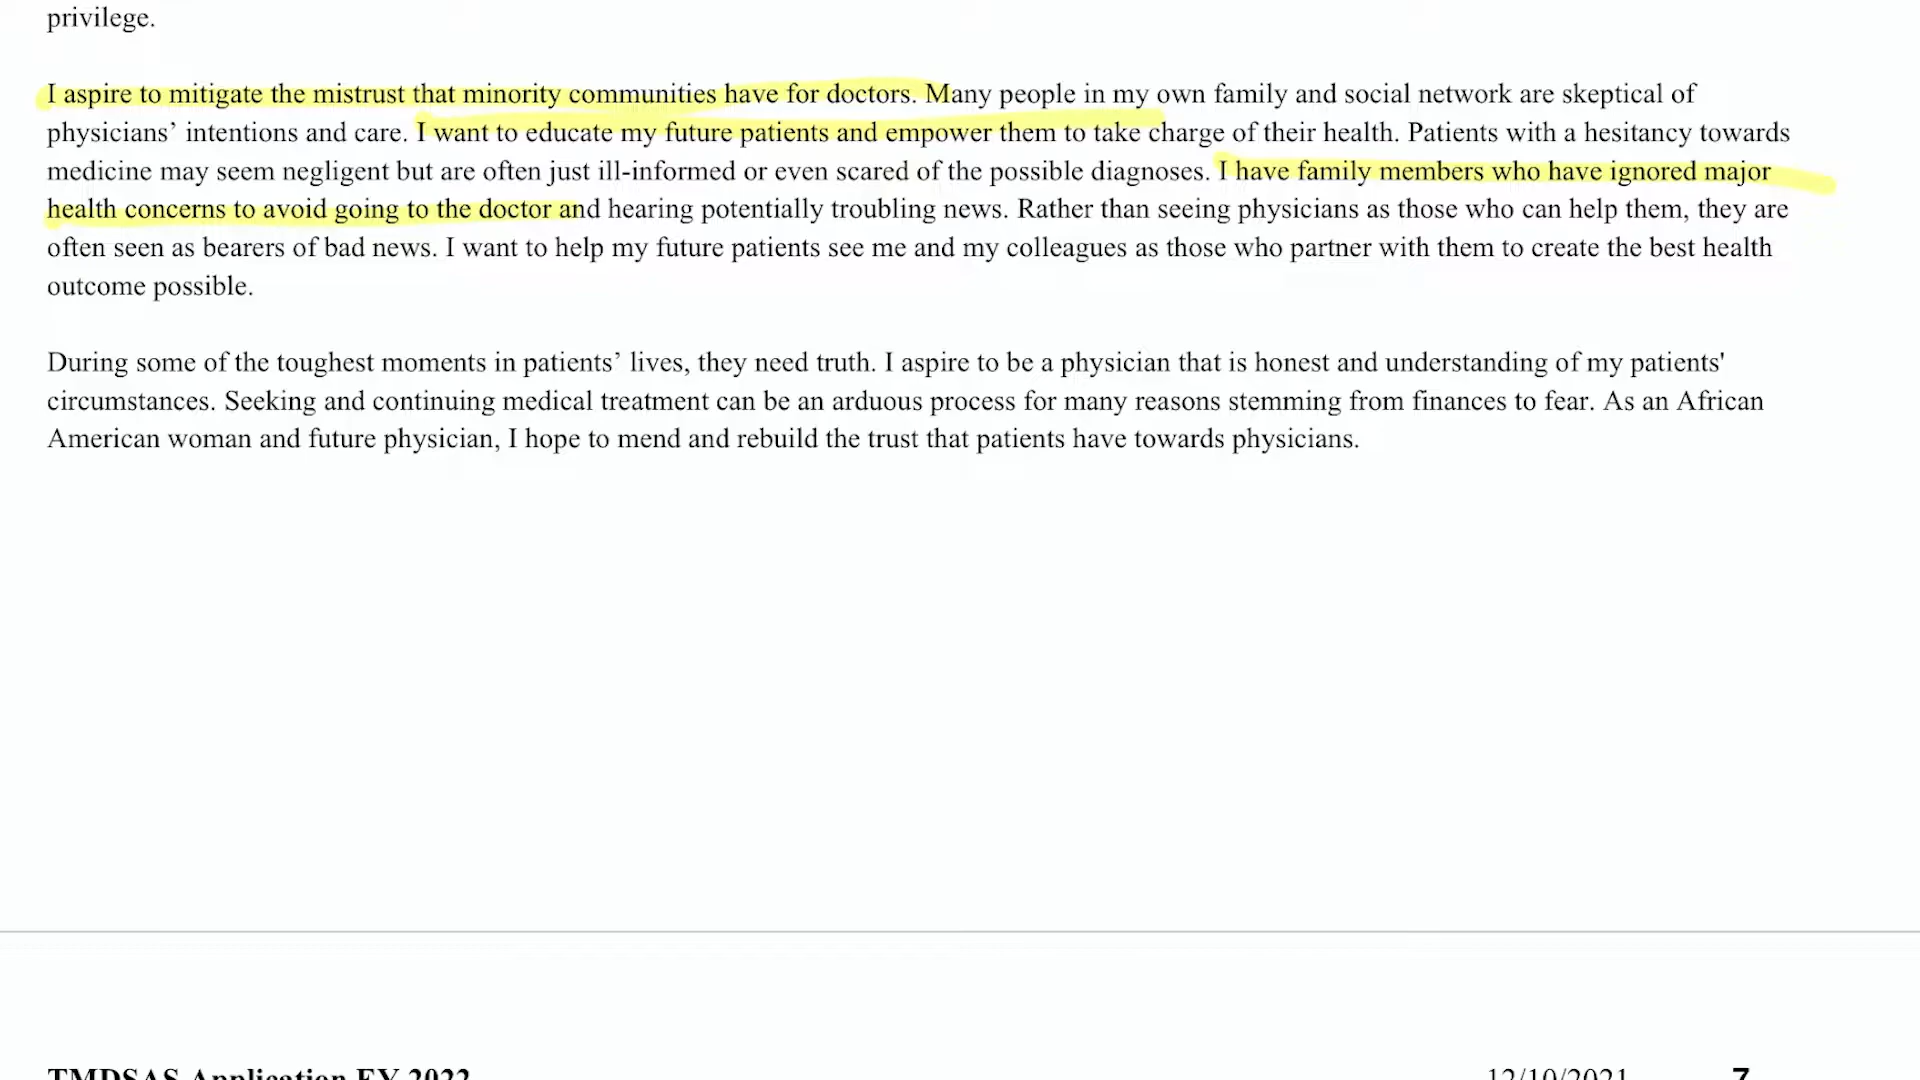 privilege.
I aspire to mitigate the mistrust that minority communities have for doctors. Many people in my own family and social network are skeptical of
physicians’ intentions and care. I want to educate my future patients and empower them to take charge of their health. Patients with a hesitancy towards
medicine may seem negligent but are often just ill-informed or even scared of the possible diagnoses. I have family members who have ignored major
health concerns to avoid going to the doctor and hearing potentially troubling news. Rather than seeing physicians as those who can help them, they are
often seen as bearers of bad news. I want to help my future patients see me and my colleagues as those who partner with them to create the best health
outcome possible.
During some of the toughest moments in patients’ lives, they need truth. I aspire to be a physician that is honest and understanding of my patients'
circumstances. Seeking and continuing medical treatment can be an arduous process for many reasons stemming from finances to fear. As an African
American woman and future physician, I hope to mend and rebuild the trust that patients have towards physicians.
TMDSAS Application EY 2022 12/10/2021 7